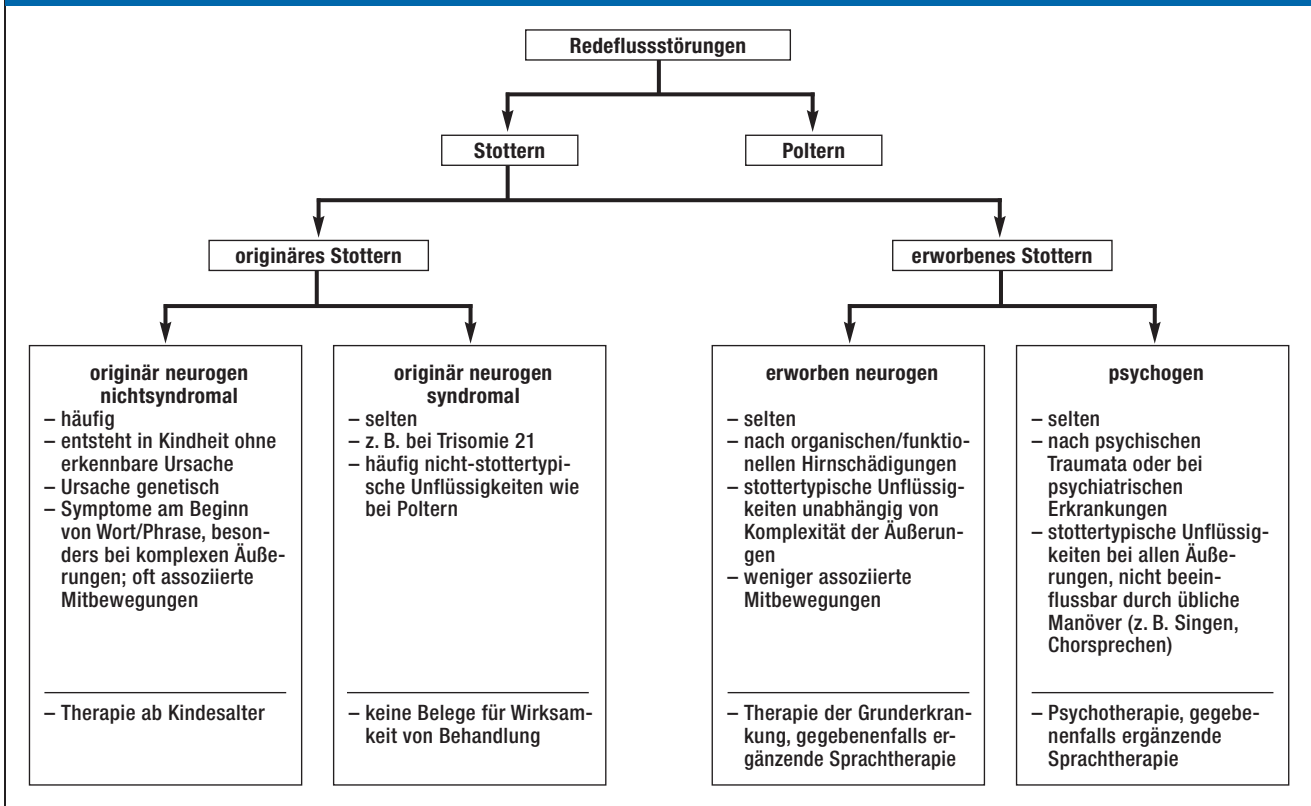 Redeflussstörungen
Stottern
Poltern
originäres Stottern
erworbenes Stottern
originär neurogen
nichtsyndromal
– häufig
– entsteht in Kindheit ohne
erkennbare Ursache
– Ursache genetisch
– Symptome am Beginn
von Wort/Phrase, beson-
ders bei komplexen Äuße-
rungen; oft assoziierte
Mitbewegungen
– Therapie ab Kindesalter
originär neurogen
syndromal
– selten
– z. B. bei Trisomie 21
– häufig nicht-stottertypi-
sche Unflüssigkeiten wie
bei Poltern
– keine Belege für Wirksam-
keit von Behandlung
erworben neurogen
– selten
– nach organischen/funktio-
nellen Hirnschädigungen
– stottertypische Unflüssig-
keiten unabhängig von
Komplexität der Äußerun-
gen
– weniger assoziierte
Mitbewegungen
– Therapie der Grunderkran-
kung, gegebenenfalls er-
gänzende Sprachtherapie
psychogen
– selten
– nach psychischen
Traumata oder bei
psychiatrischen
Erkrankungen
– stottertypische Unflüssig-
keiten bei allen Äuße-
rungen, nicht beein-
flussbar durch übliche
Manöver (z. B. Singen,
Chorsprechen)
– Psychotherapie, gegebe-
nenfalls ergänzende
Sprachtherapie